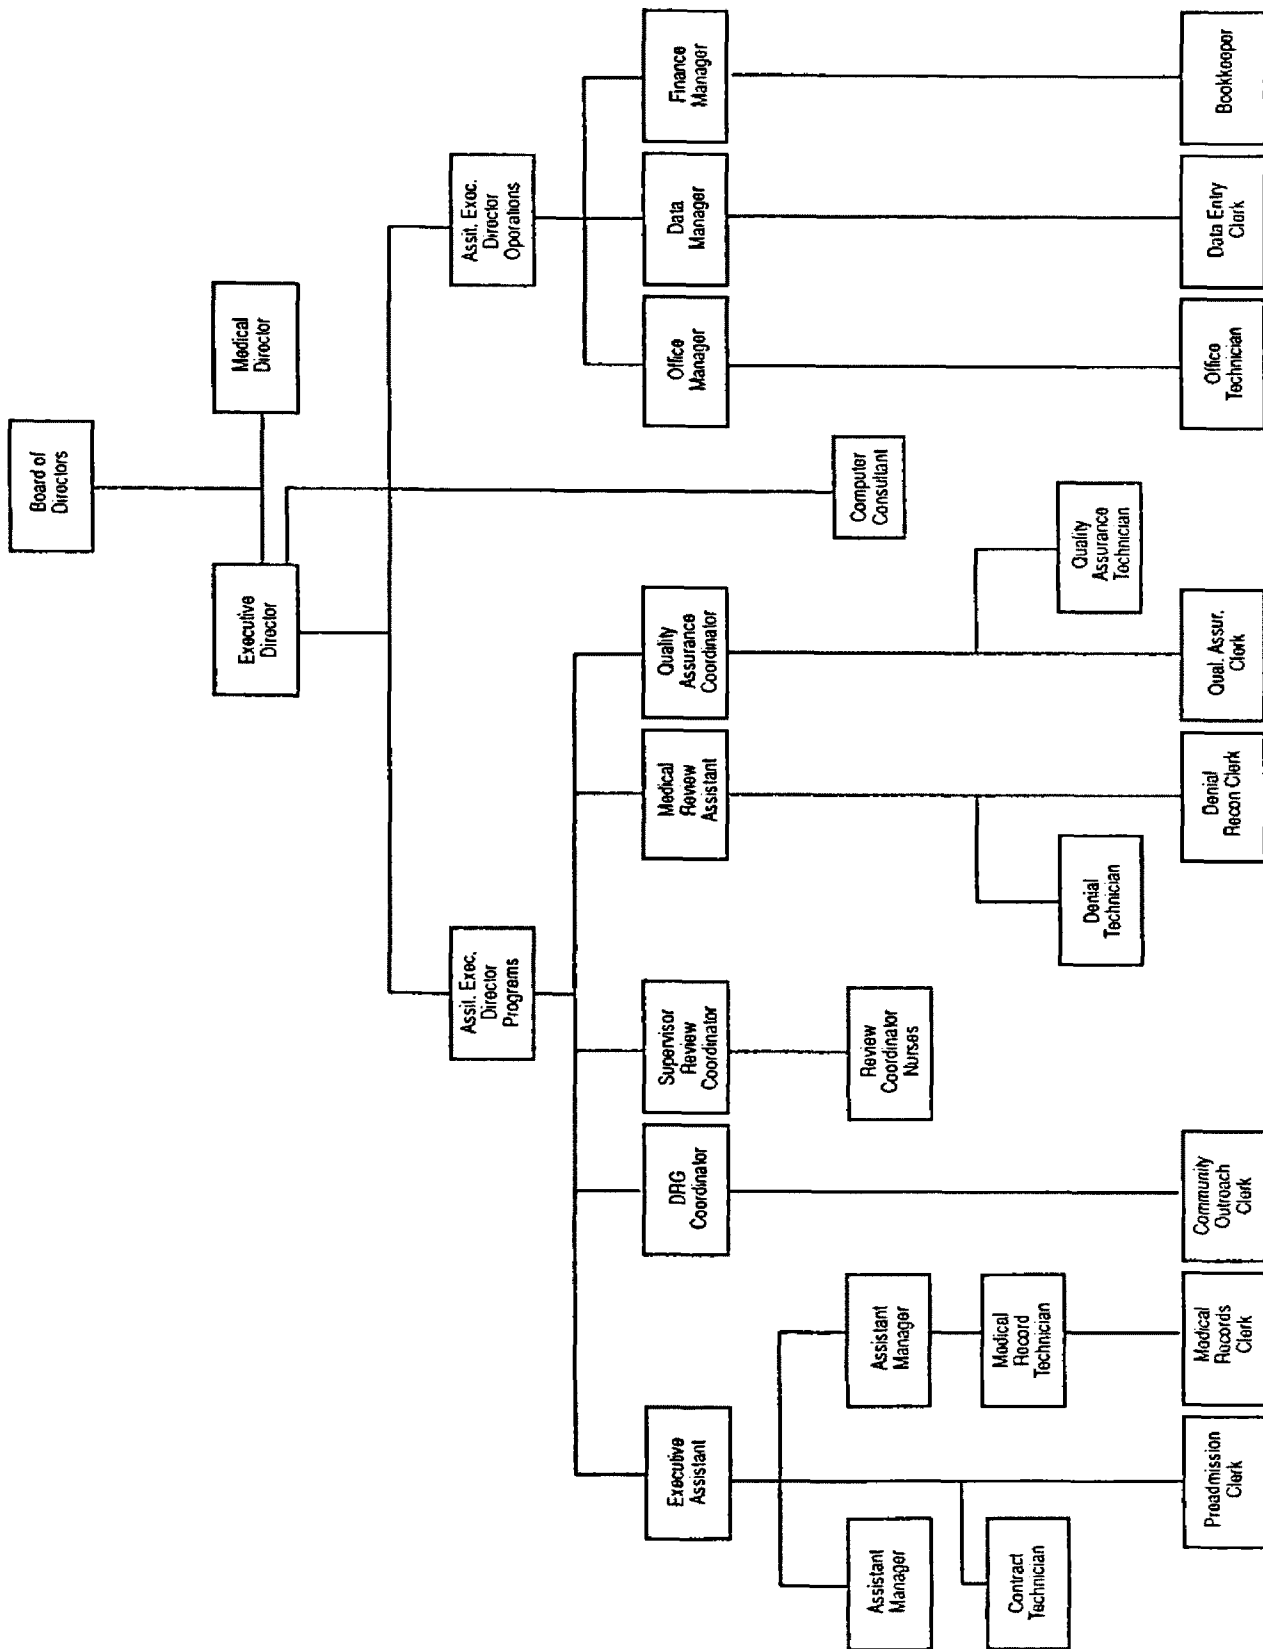 Board of
Directors
Executive
Director
Medical
Director
Assit. Exec.
Director
Programs
Assit. Exec.
Director
Operations
Executive
Assistant
DRG
Coordinator
Supervisor
Review
Coordinator
Medical
Review
Assistant
Quality
Assurance
Coordinator
Office
Manager
Data
Manager
Finance
Manager
Assistant
Manager
Assistant
Manager
Review
Coordinator
Nurses
Computer
Consultant
Contract
Technician
Medical
Record
Technician
Denial
Technician
Quality
Assurance
Technician
Preadmission
Clerk
Medical
Records
Clerk
Community
Outreach
Clerk
Denial
Recon Clerk
Qual. Assur.
Clerk
Office
Technician
Data Entry
Clerk
Bookkeeper